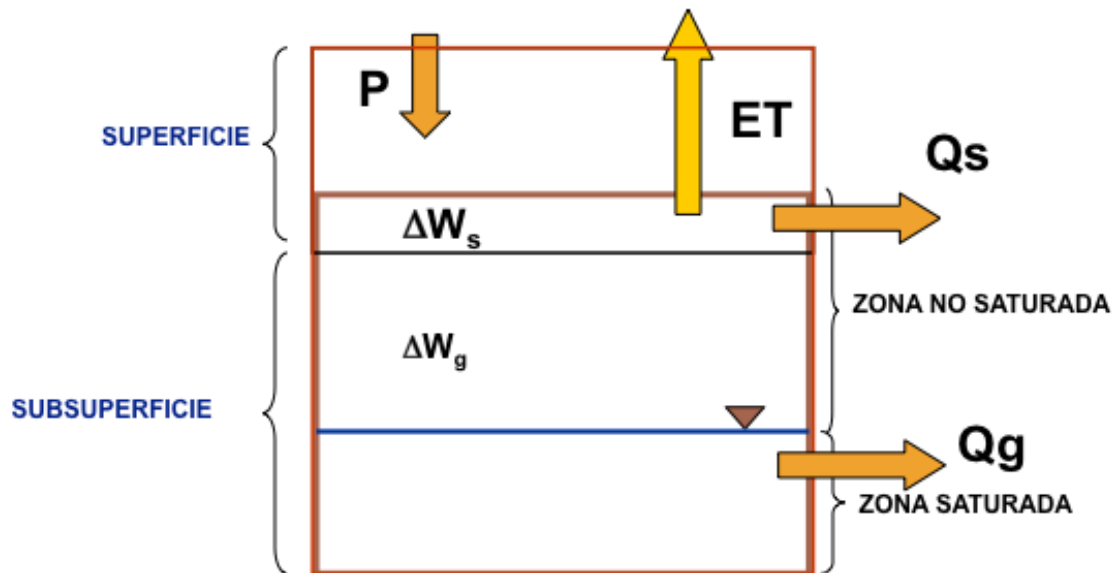 P
ET
SUPERFICIE
Qs
ΔWs
ZONA NO SATURADA
ΔWg
SUBSUPERFICIE
Qg
ZONA SATURADA